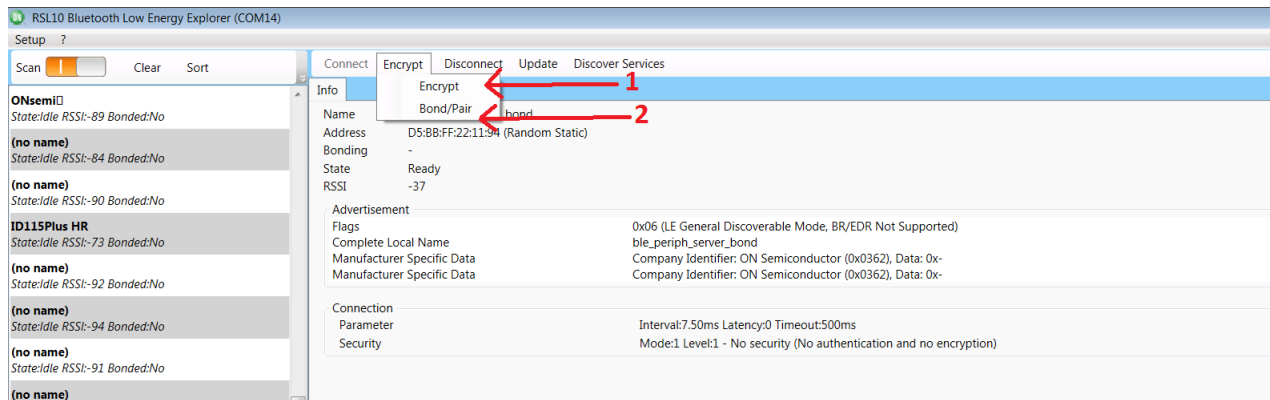 RSL10 Bluetooth Low Energy Explorer (COM14)
Setup ?
Scan Clear Sort
Connect Encrypt Disconnect Update Discover Services
Encrypt
1
Bond/Pair
2
ONsemi▯
State:Idle RSSI:-89 Bonded:No
(no name)
State:Idle RSSI:-84 Bonded:No
(no name)
State:Idle RSSI:-90 Bonded:No
ID115Plus HR
State:Idle RSSI:-73 Bonded:No
(no name)
State:Idle RSSI:-92 Bonded:No
(no name)
State:Idle RSSI:-94 Bonded:No
(no name)
State:Idle RSSI:-91 Bonded:No
(no name)
Info
Name bond
Address D5:BB:FF:22:11:94 (Random Static)
Bonding -
State Ready
RSSI -37
Advertisement
Flags 0x06 (LE General Discoverable Mode, BR/EDR Not Supported)
Complete Local Name ble_periph_server_bond
Manufacturer Specific Data Company Identifier: ON Semiconductor (0x0362), Data: 0x-
Manufacturer Specific Data Company Identifier: ON Semiconductor (0x0362), Data: 0x-
Connection
Parameter Interval:7.50ms Latency:0 Timeout:500ms
Security Mode:1 Level:1 - No security (No authentication and no encryption)